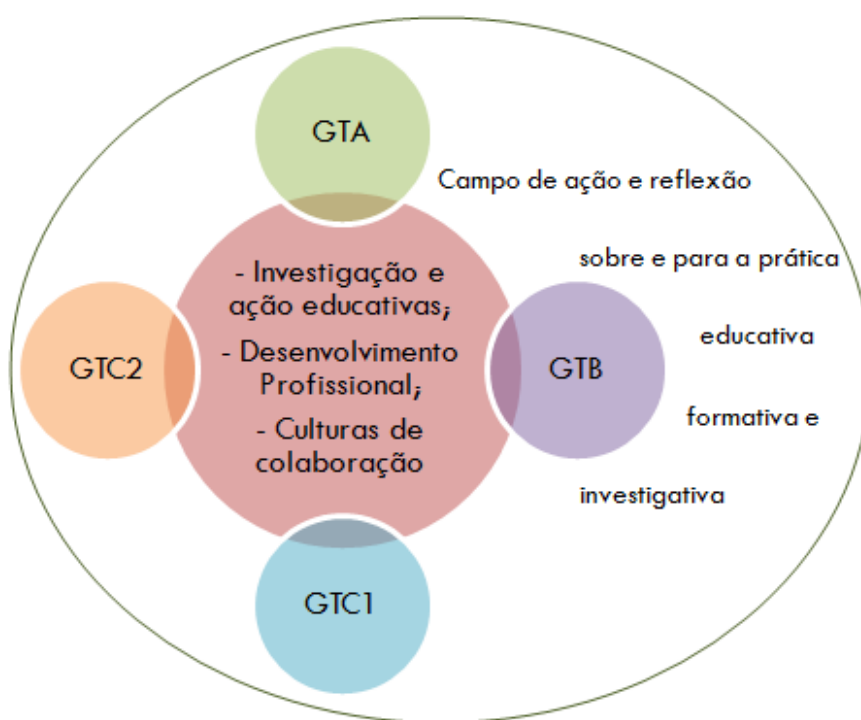 GTA
Campo de ação e reflexão
sobre e para a prática
educativa
formativa e
investigativa
- Investigação e
ação educativas;
- Desenvolvimento
Profissional;
- Culturas de
colaboração
GTC2
GTB
GTC1